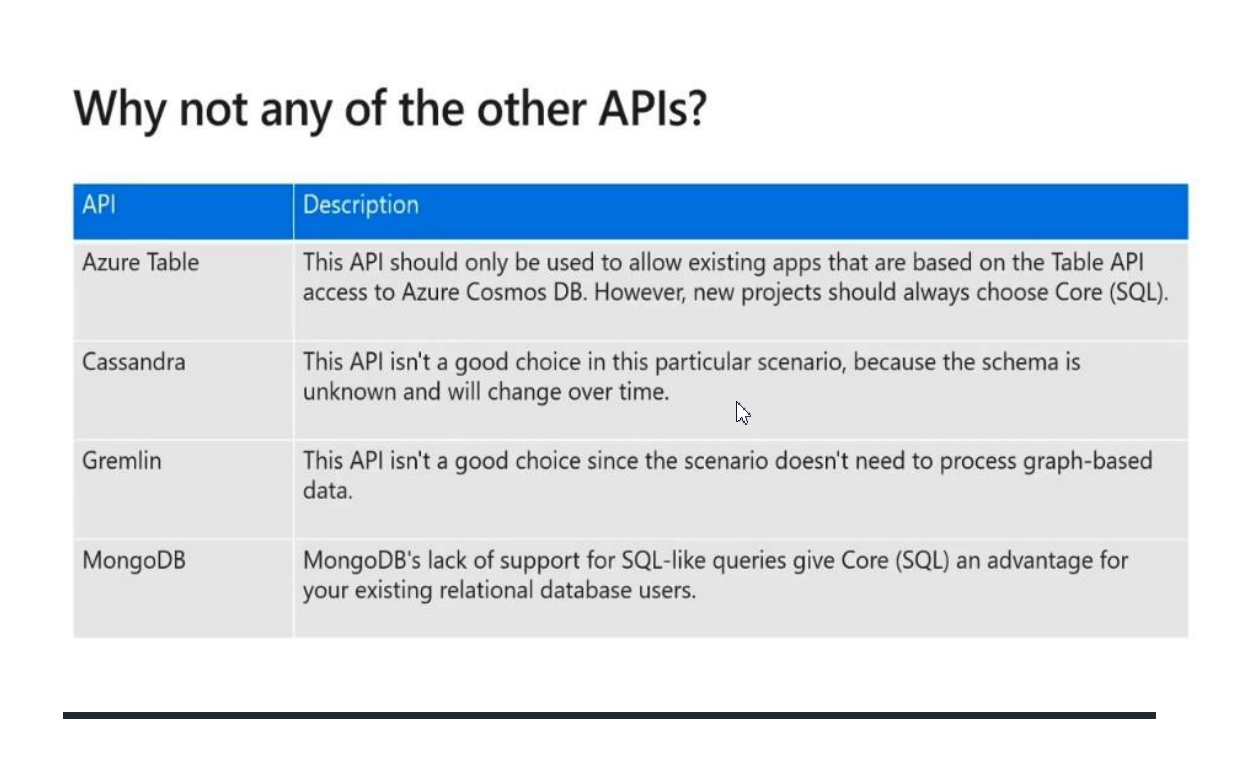 Why not any of the other APIs?
API
Description
Azure Table
This API should only be used to allow existing apps that are based on the Table API
access to Azure Cosmos DB. However, new projects should always choose Core (SQL).
Cassandra
This API isn't a good choice in this particular scenario, because the schema is
unknown and will change over time.
Gremlin
This API isn't a good choice since the scenario doesn't need to process graph-based
data.
MongoDB
MongoDB's lack of support for SQL-like queries give Core (SQL) an advantage for
your existing relational database users.